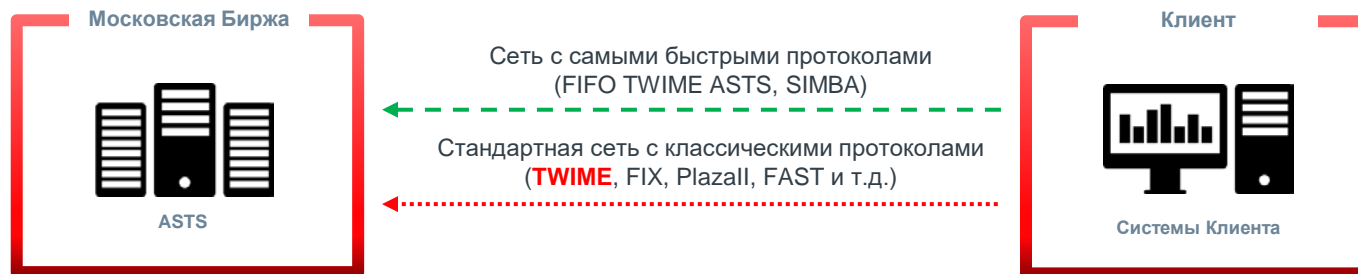 Московская Биржа
Клиент
Сеть с самыми быстрыми протоколами
(FIFO TWIME ASTS, SIMBA)
Стандартная сеть с классическими протоколами
(TWIME, FIX, PlazaII, FAST и т.д.)
ASTS
Системы Клиента